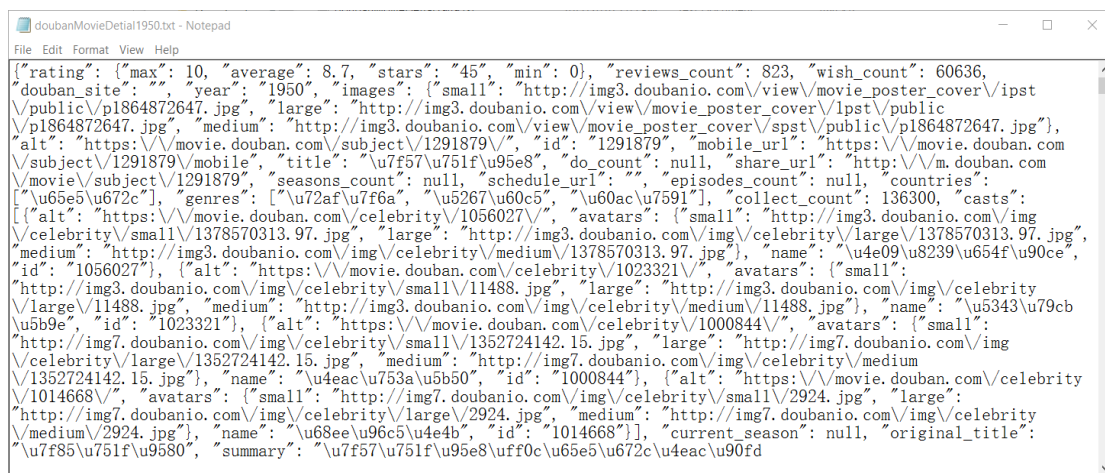 doubanMovieDetial1950.txt - Notepad
File Edit Format View Help
{"rating": {"max": 10, "average": 8.7, "stars": "45", "min": 0}, "reviews_count": 823, "wish_count": 60636,
"douban_site": "", "year": "1950", "images": {"small": "http://img3.doubanio.com\/view\/movie_poster_cover\/ipst
\/public\/p1864872647.jpg", "large": "http://img3.doubanio.com\/view\/movie_poster_cover\/lpst\/public
\/p1864872647.jpg", "medium": "http://img3.doubanio.com\/view\/movie_poster_cover\/spst\/public\/p1864872647.jpg"},
"alt": "https:\/\/movie.douban.com\/subject\/1291879\/", "id": "1291879", "mobile_url": "https:\/\/movie.douban.com
\/subject\/1291879\/mobile", "title": "\u7f57\u751f\u95e8", "do_count": null, "share_url": "http:\/\/m.douban.com
\/movie\/subject\/1291879", "seasons_count": null, "schedule_url": "", "episodes_count": null, "countries":
["\u65e5\u672c"], "genres": ["\u72af\u7f6a", "\u5267\u60c5", "\u60ac\u7591"], "collect_count": 136300, "casts":
[{"alt": "https:\/\/movie.douban.com\/celebrity\/1056027\/", "avatars": {"small": "http://img3.doubanio.com\/img
\/celebrity\/small\/1378570313.97.jpg", "large": "http://img3.doubanio.com\/img\/celebrity\/large\/1378570313.97.jpg",
"medium": "http://img3.doubanio.com\/img\/celebrity\/medium\/1378570313.97.jpg"}, "name": "\u4e09\u8239\u654f\u90ce",
"id": "1056027"}, {"alt": "https:\/\/movie.douban.com\/celebrity\/1023321\/", "avatars": {"small":
"http://img3.doubanio.com\/img\/celebrity\/small\/11488.jpg", "large": "http://img3.doubanio.com\/img\/celebrity
\/large\/11488.jpg", "medium": "http://img3.doubanio.com\/img\/celebrity\/medium\/11488.jpg"}, "name": "\u5343\u79cb
\u5b9e", "id": "1023321"}, {"alt": "https:\/\/movie.douban.com\/celebrity\/1000844\/", "avatars": {"small":
"http://img7.doubanio.com\/img\/celebrity\/small\/1352724142.15.jpg", "large": "http://img7.doubanio.com\/img
\/celebrity\/large\/1352724142.15.jpg", "medium": "http://img7.doubanio.com\/img\/celebrity\/medium
\/1352724142.15.jpg"}, "name": "\u4eac\u753a\u5b50", "id": "1000844"}, {"alt": "https:\/\/movie.douban.com\/celebrity
\/1014668\/", "avatars": {"small": "http://img7.doubanio.com\/img\/celebrity\/small\/2924.jpg", "large":
"http://img7.doubanio.com\/img\/celebrity\/large\/2924.jpg", "medium": "http://img7.doubanio.com\/img\/celebrity
\/medium\/2924.jpg"}, "name": "\u68ee\u96c5\u4e4b", "id": "1014668"}], "current_season": null, "original_title":
"\u7f85\u751f\u9580", "summary": "\u7f57\u751f\u95e8\uff0c\u65e5\u672c\u4eac\u90fd